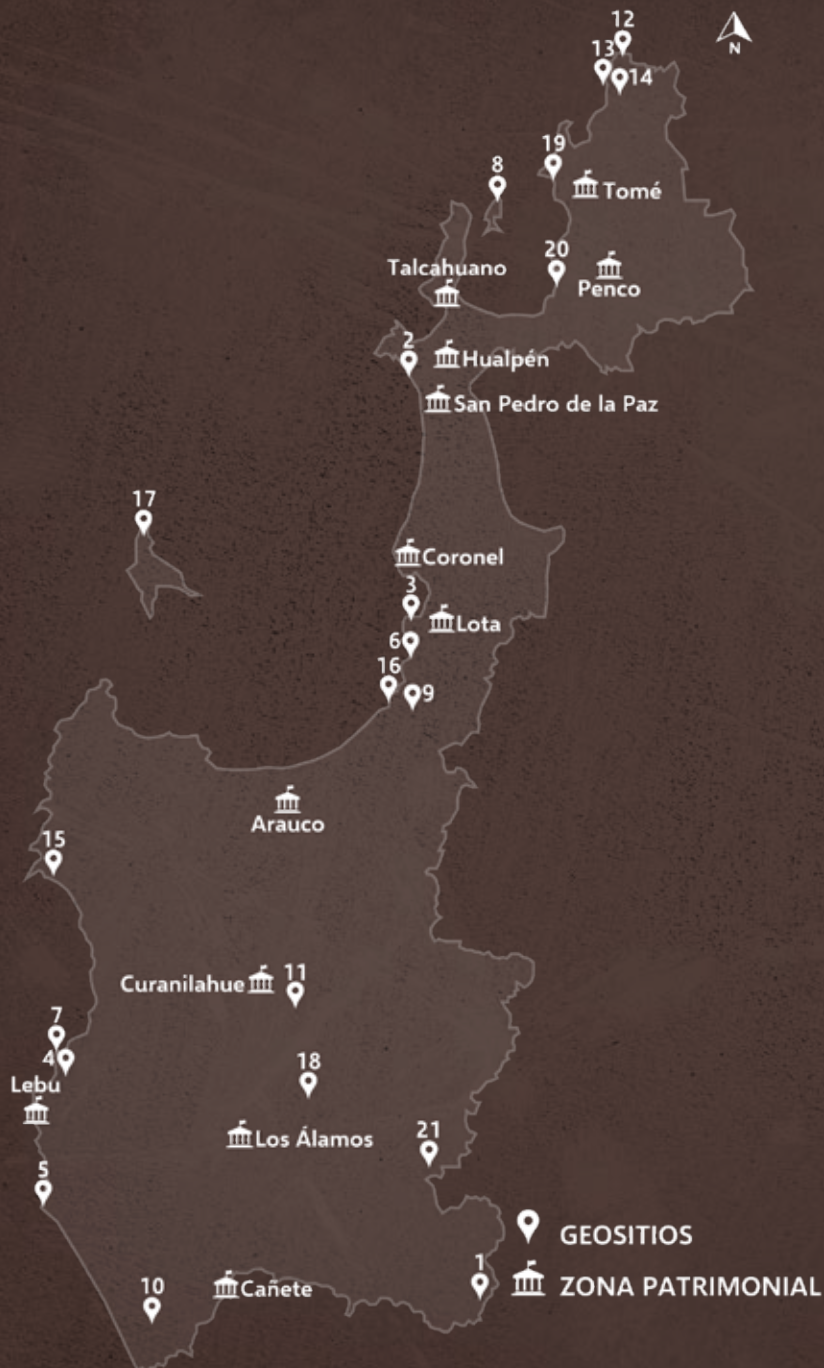 12
N
13
14
19
8
Tomé
20
Talcahuano
Penco
2
Hualpén
San Pedro de la Paz
17
Coronel
3
Lota
6
16
9
Arauco
15
Curanilahue
11
7
4
18
Lebu
Los Álamos
21
5
GEOSITIOS
1
ZONA PATRIMONIAL
10
Cañete